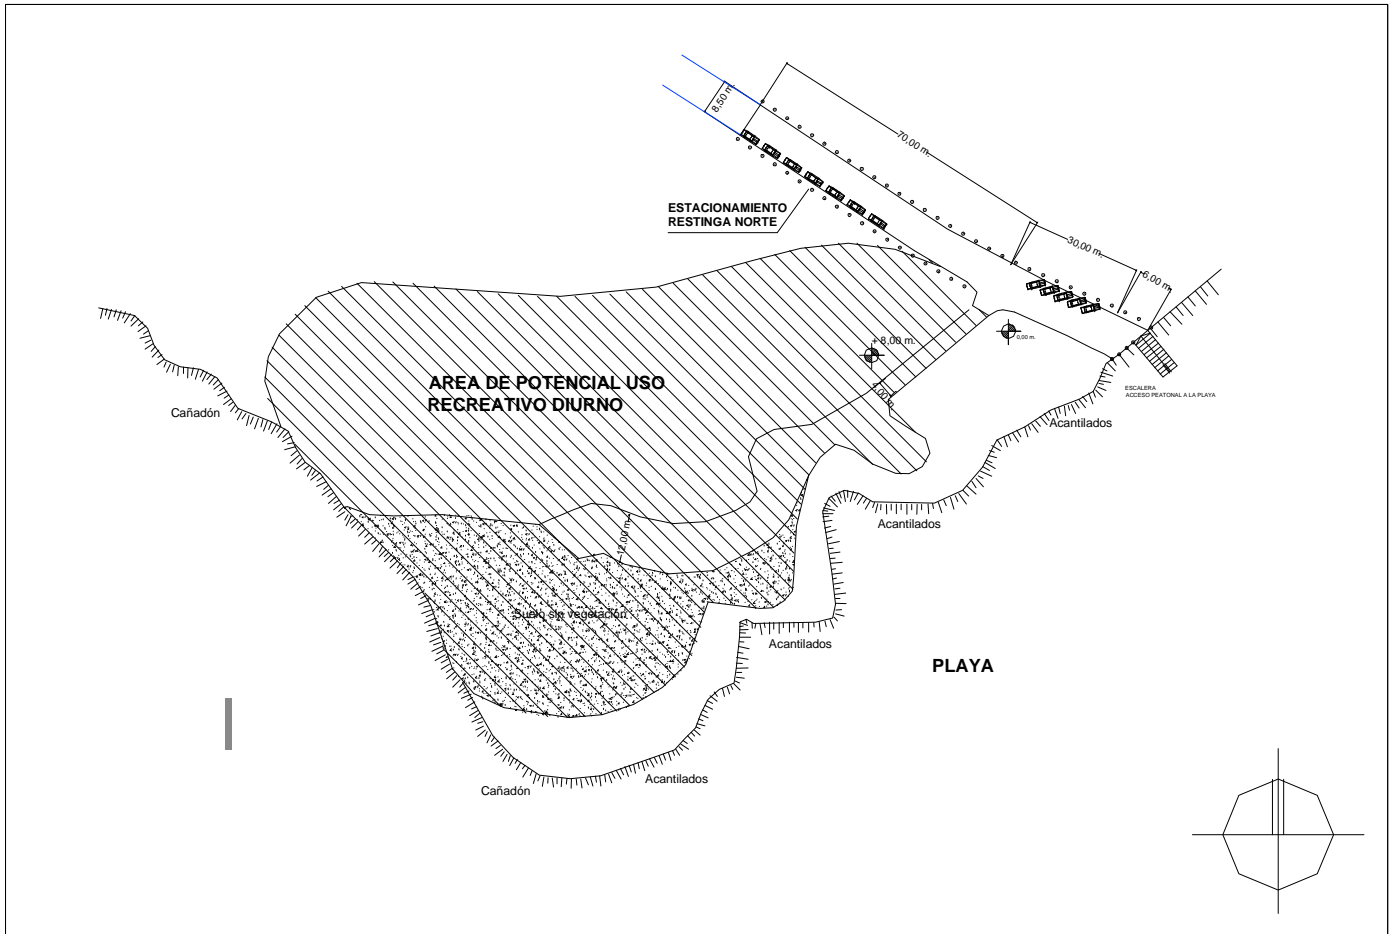 8,50 m.
70,00 m.
ESTACIONAMIENTO
RESTINGA NORTE
30,00 m.
6,00 m.
+ 8,00 m.
0,00 m.
AREA DE POTENCIAL USO
RECREATIVO DIURNO
4,00 m.
ESCALERA
ACCESO PEATONAL A LA PLAYA
Cañadón
Acantilados
Acantilados
12,00 m.
Suelo sin vegetación
Acantilados
PLAYA
Acantilados
Cañadón